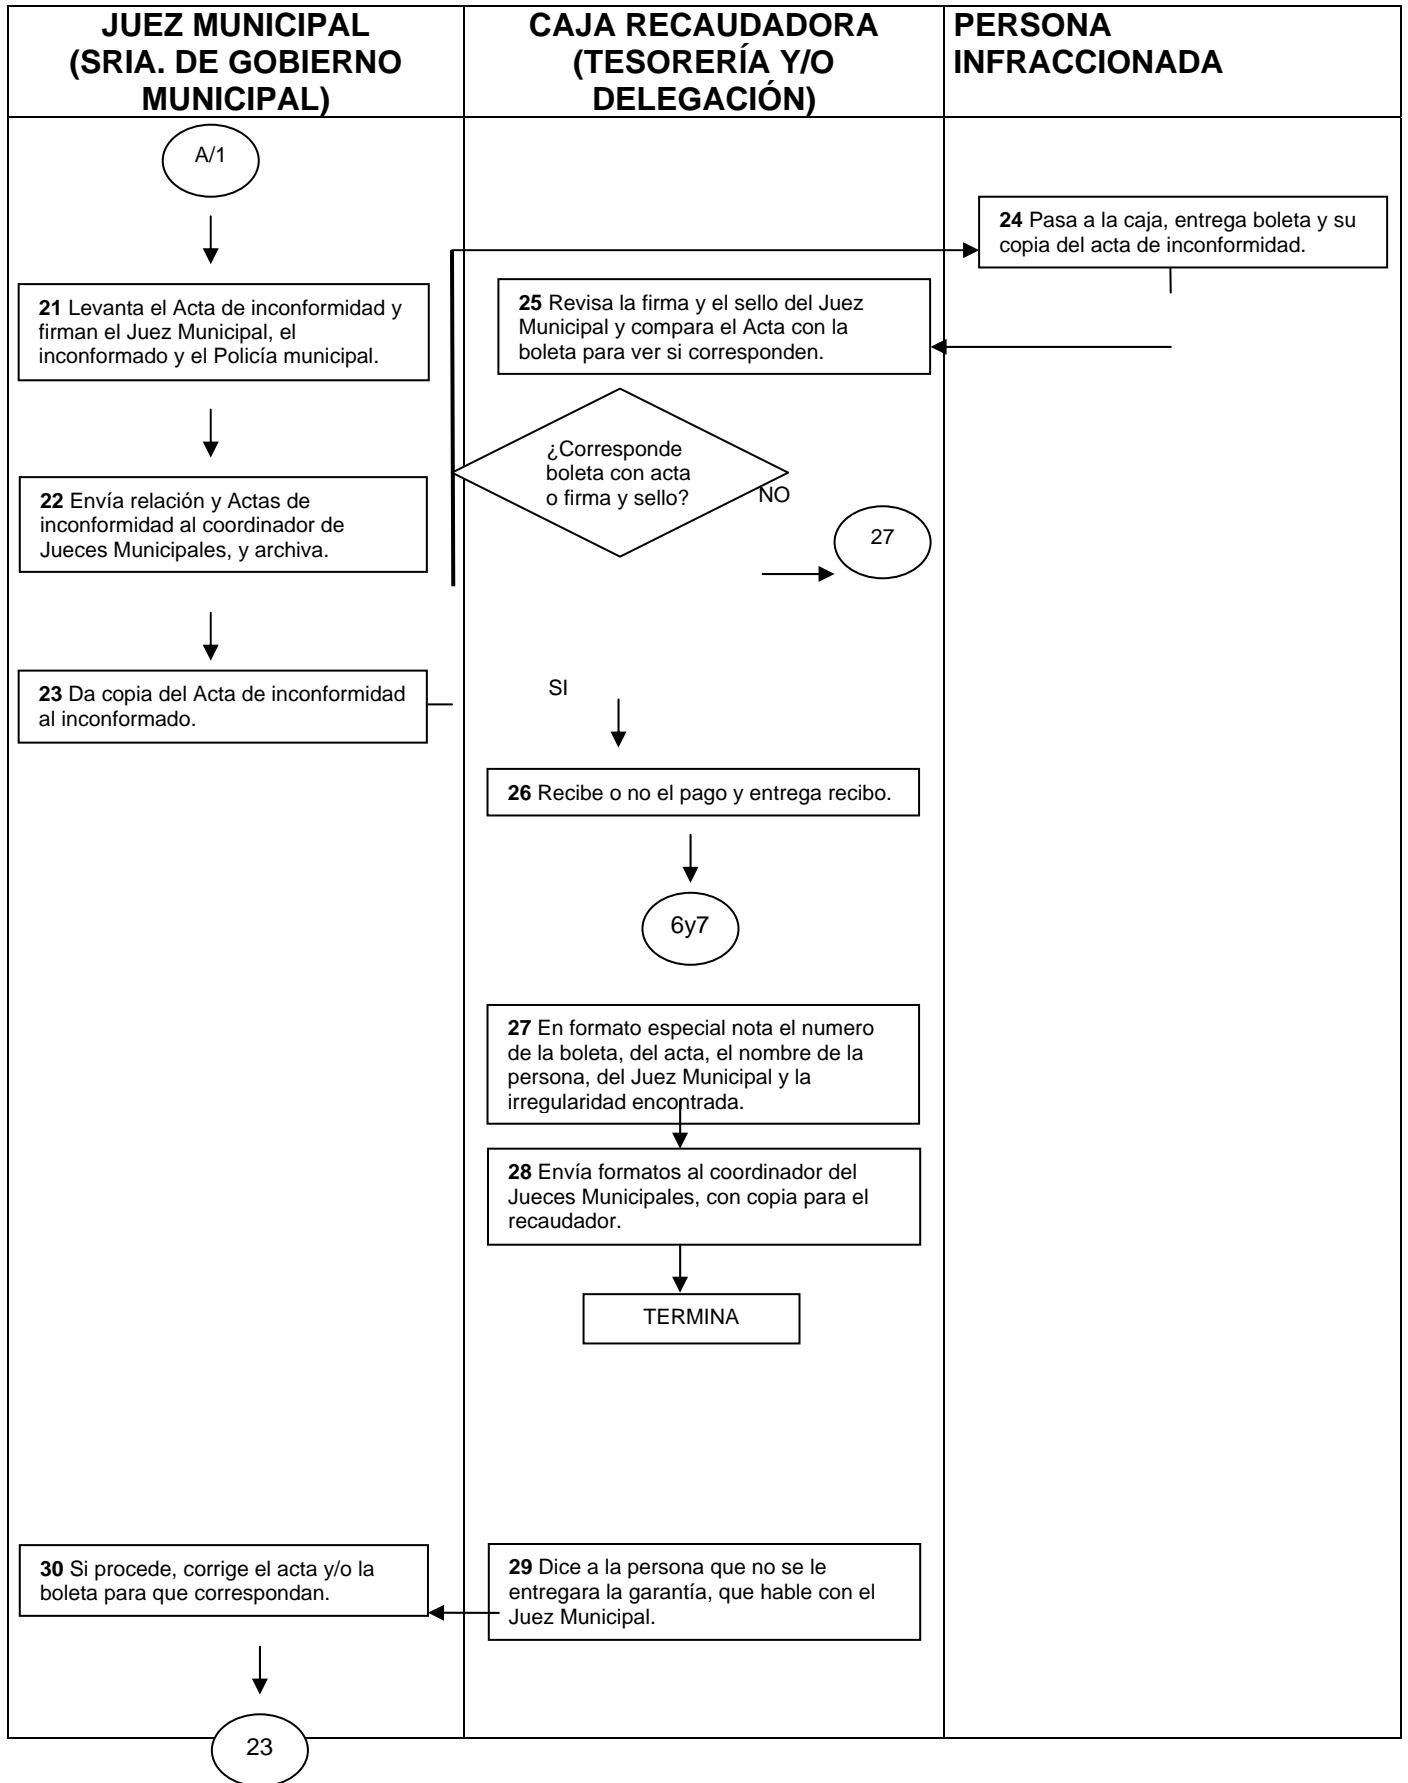 JUEZ MUNICIPAL
(SRIA. DE GOBIERNO
MUNICIPAL)
CAJA RECAUDADORA
(TESORERÍA Y/O
DELEGACIÓN)
PERSONA
INFRACCIONADA
A/1
21 Levanta el Acta de inconformidad y
firman el Juez Municipal, el
inconformado y el Policía municipal.
22 Envía relación y Actas de
inconformidad al coordinador de
Jueces Municipales, y archiva.
23 Da copia del Acta de inconformidad
al inconformado.
24 Pasa a la caja, entrega boleta y su
copia del acta de inconformidad.
25 Revisa la firma y el sello del Juez
Municipal y compara el Acta con la
boleta para ver si corresponden.
¿Corresponde
boleta con acta
o firma y sello?
NO
27
SI
26 Recibe o no el pago y entrega recibo.
6y7
27 En formato especial nota el numero
de la boleta, del acta, el nombre de la
persona, del Juez Municipal y la
irregularidad encontrada.
28 Envía formatos al coordinador del
Jueces Municipales, con copia para el
recaudador.
TERMINA
29 Dice a la persona que no se le
entregara la garantía, que hable con el
Juez Municipal.
30 Si procede, corrige el acta y/o la
boleta para que correspondan.
23